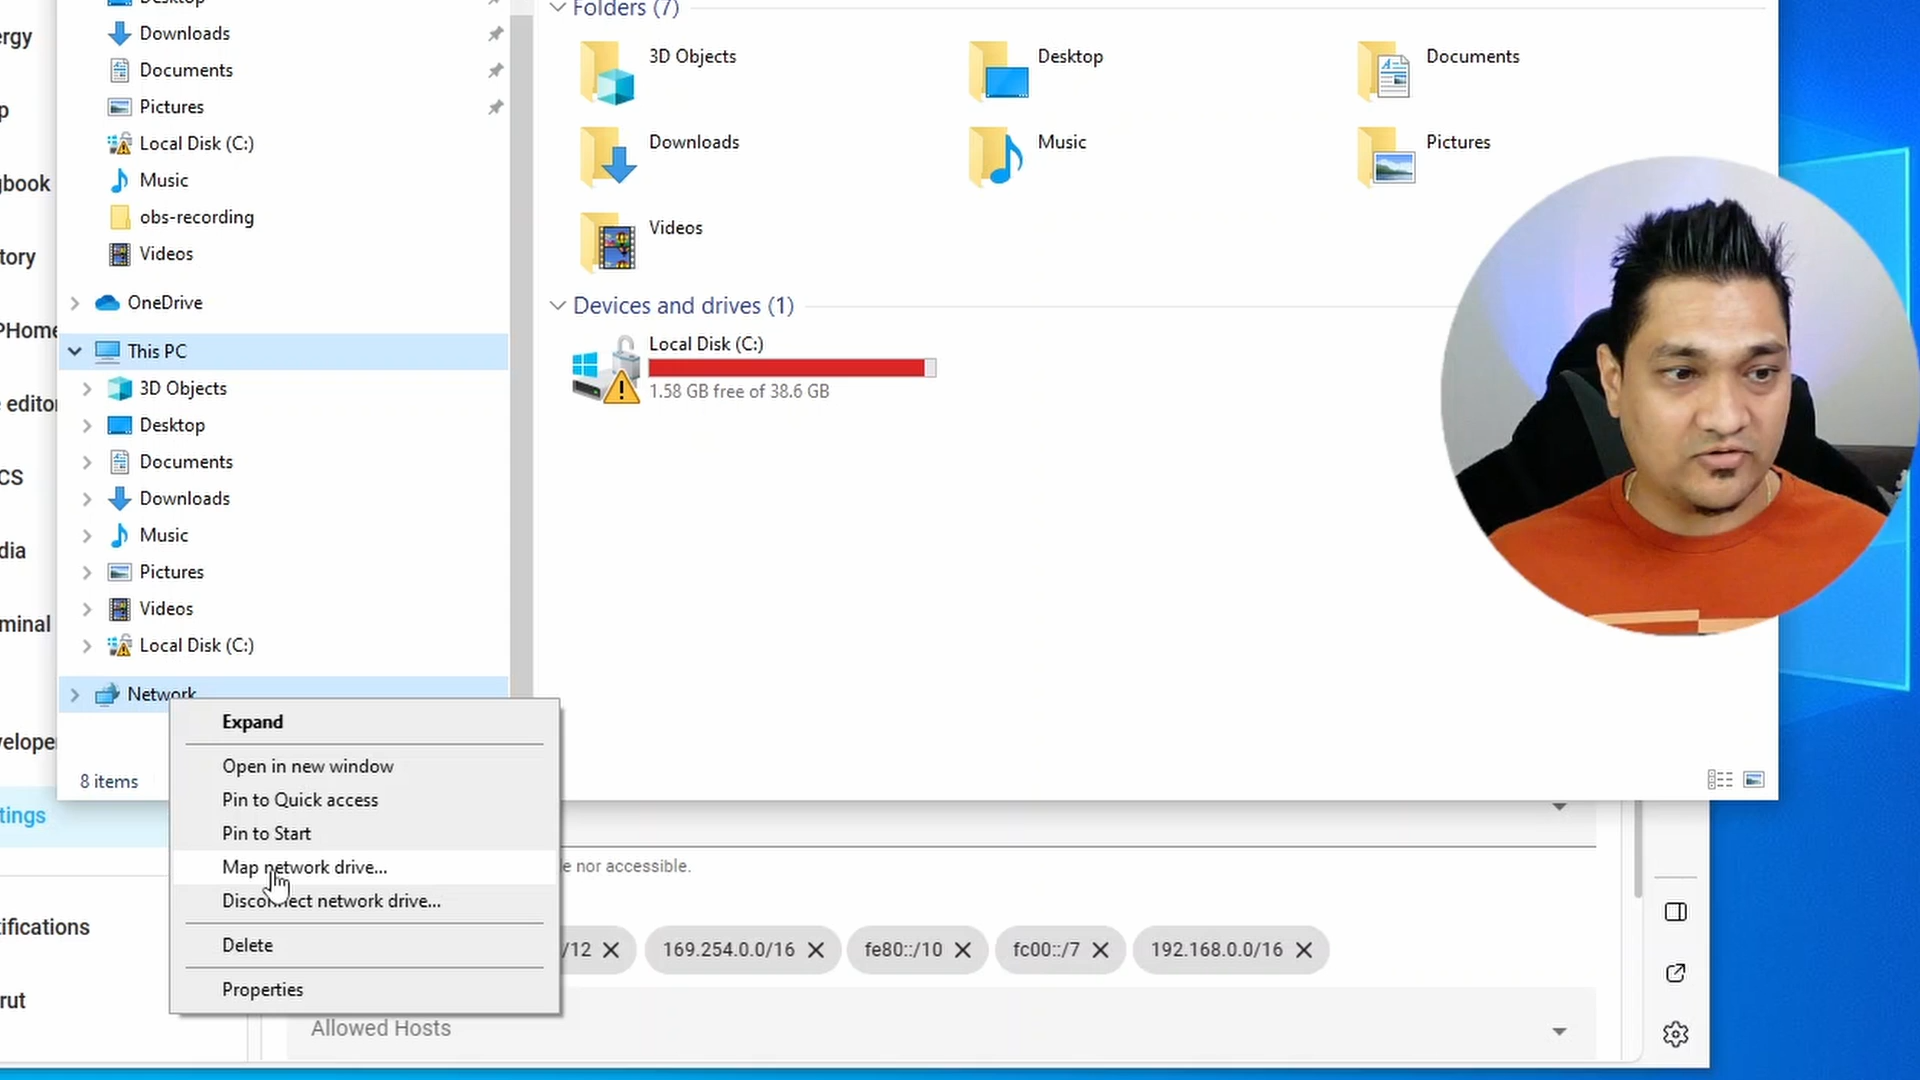 Desktop
Downloads
Documents
Pictures
Local Disk (C:)
Music
obs-recording
Videos
OneDrive
This PC
3D Objects
Desktop
Documents
Downloads
Music
Pictures
Videos
Local Disk (C:)
Network
8 items
Folders (7)
3D Objects
Desktop
Documents
Downloads
Music
Pictures
Videos
Devices and drives (1)
Local Disk (C:)
1.58 GB free of 38.6 GB
Expand
Open in new window
Pin to Quick access
Pin to Start
Map network drive...
Disconnect network drive...
Delete
Properties
ergy
p
gbook
tory
PHome
e editor
CS
dia
minal
veloper
tings
tifications
rut
e nor accessible.
/12
169.254.0.0/16
fe80::/10
fc00::/7
192.168.0.0/16
Allowed Hosts